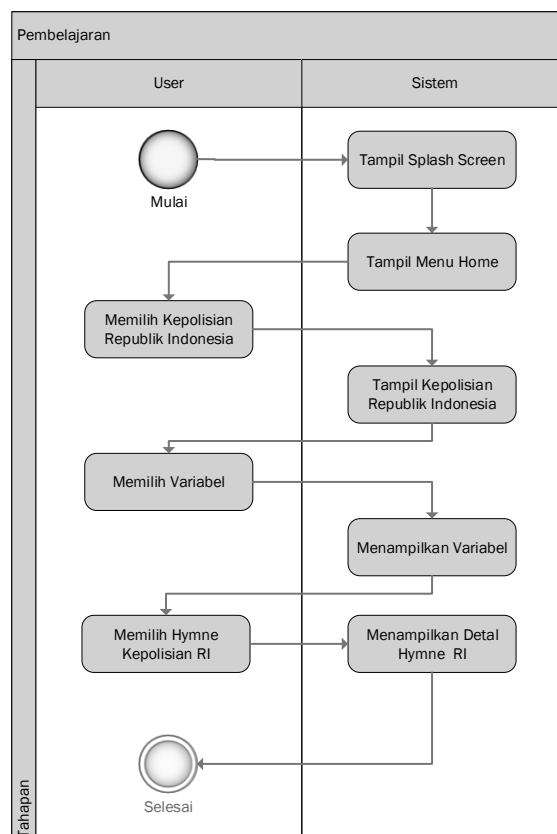 Pembelajaran
User
Sistem
Tahapan
Mulai
Tampil Splash Screen
Tampil Menu Home
Memilih Kepolisian
Republik Indonesia
Tampil Kepolisian
Republik Indonesia
Memilih Variabel
Menampilkan Variabel
Memilih Hymne
Kepolisian RI
Menampilkan Detal
Hymne RI
Selesai